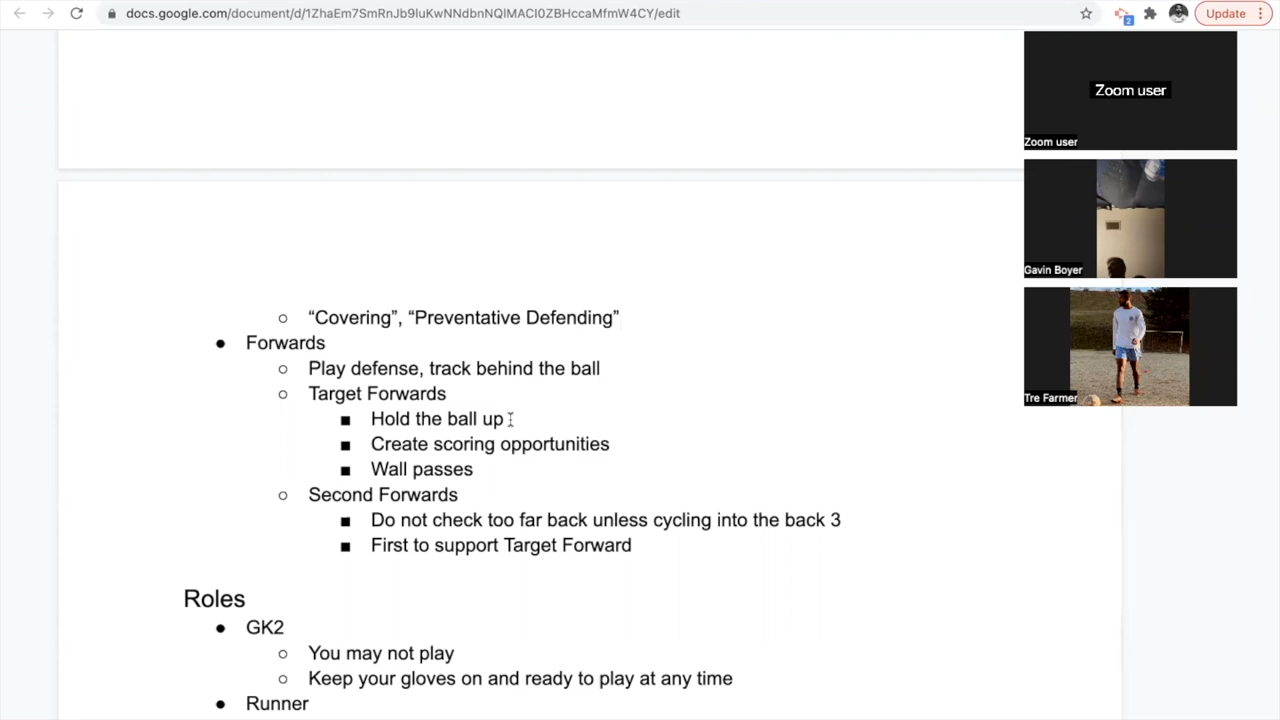 docs.google.com/document/d/1ZhaEm7SmRnJb9luKwNNdbnNQlMACI0ZBHccaMfmW4CY/edit
2
Update
Zoom user
Zoom user
Gavin Boyer
Tre Farmer
○ “Covering”, “Preventative Defending”
● Forwards
○ Play defense, track behind the ball
○ Target Forwards
■ Hold the ball up
■ Create scoring opportunities
■ Wall passes
○ Second Forwards
■ Do not check too far back unless cycling into the back 3
■ First to support Target Forward
Roles
● GK2
○ You may not play
○ Keep your gloves on and ready to play at any time
● Runner